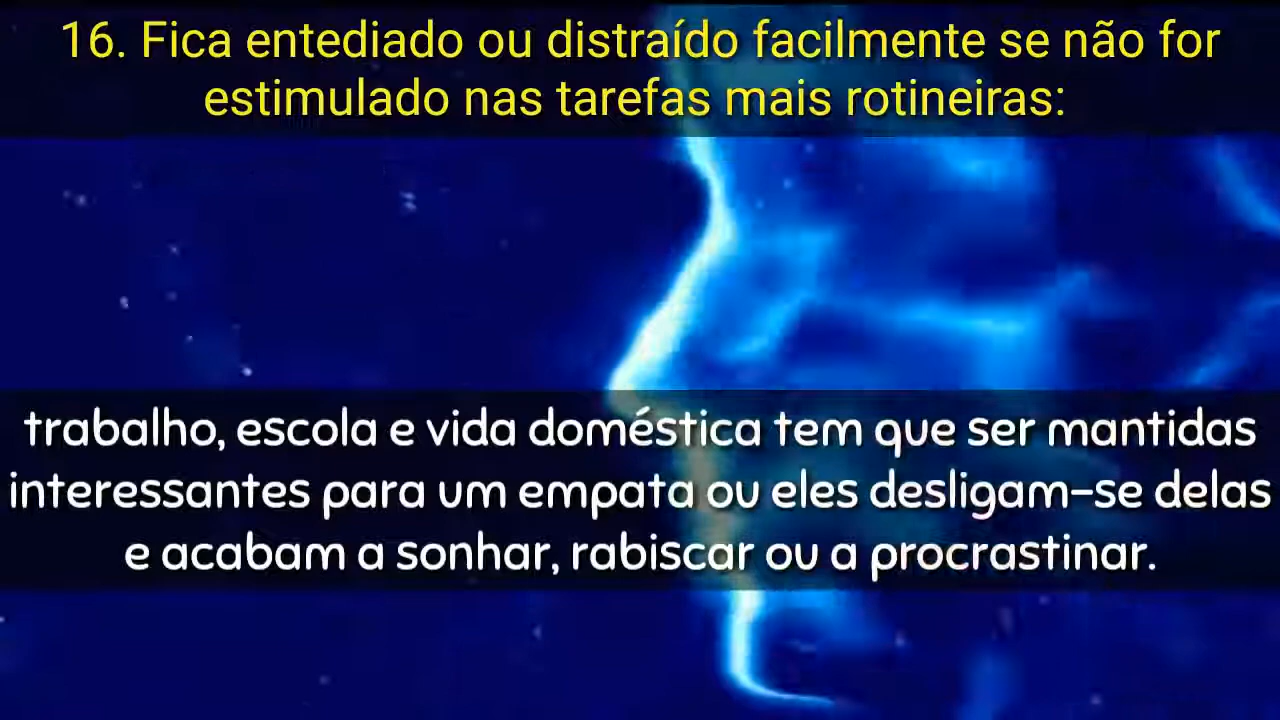 16. Fica entediado ou distraído facilmente se não for
estimulado nas tarefas mais rotineiras:
trabalho, escola e vida doméstica tem que ser mantidas
interessantes para um empata ou eles desligam-se delas
e acabam a sonhar, rabiscar ou a procrastinar.